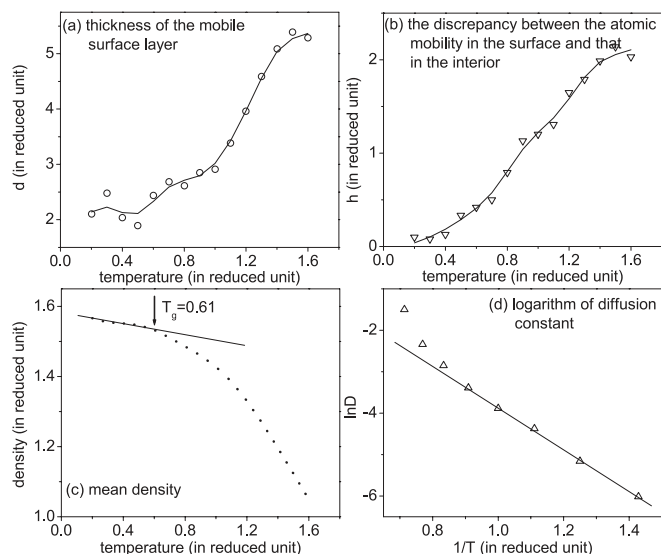 (a) thickness of the mobile
surface layer
d (in reduced unit)
5
4
3
2
0.0 0.4 0.8 1.2 1.6
temperature (in reduced unit)
(b) the discrepancy between the atomic
mobility in the surface and that
in the interior
h (in reduced unit)
2
1
0
0.0 0.4 0.8 1.2 1.6
temperature (in reduced unit)
Tg=0.61
density (in reduced unit)
1.6
1.4
1.2
1.0
(c) mean density
0.0 0.4 0.8 1.2 1.6
temperature (in reduced unit)
(d) logarithm of diffusion
constant
lnD
-2
-4
-6
0.8 1.0 1.2 1.4
1/T (in reduced unit)